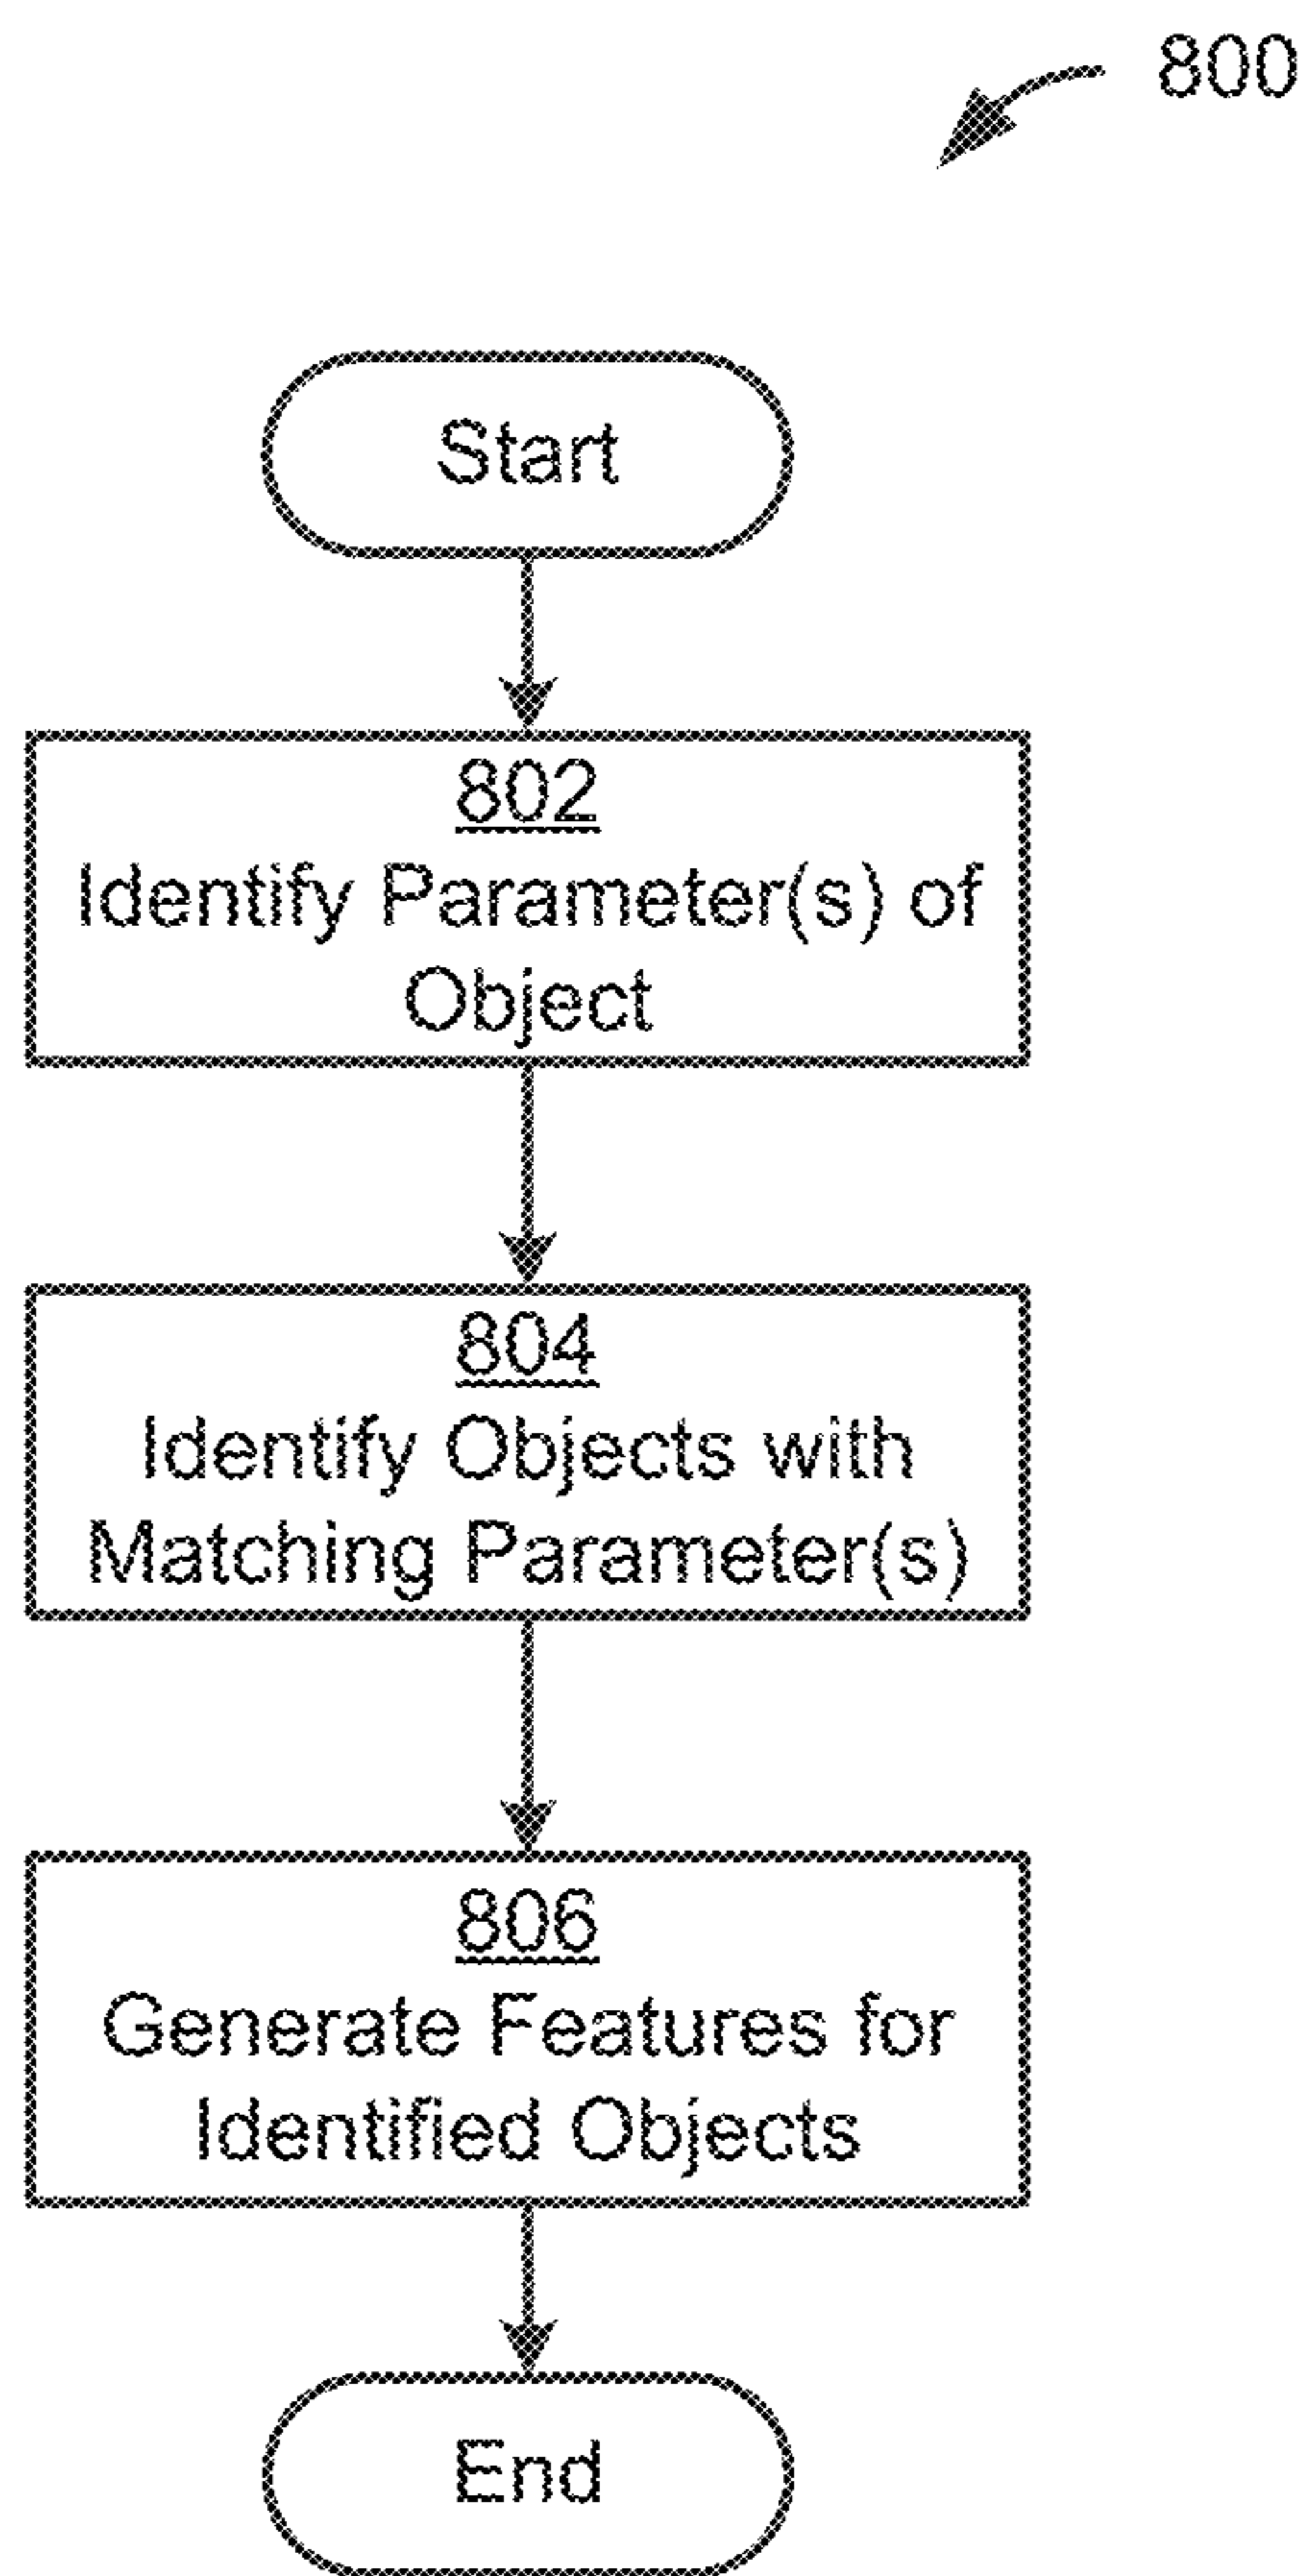 800
Start
802
Identify Parameter(s) of
Object
804
Identify Objects with
Matching Parameter(s)
806
Generate Features for
Identified Objects
End